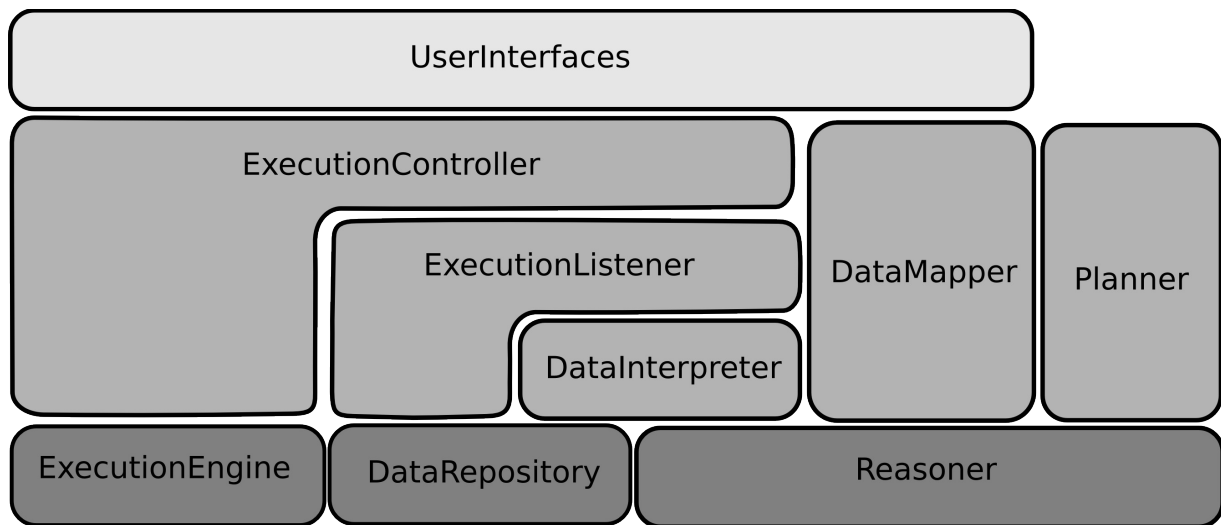 UserInterfaces
ExecutionController
ExecutionListener
DataMapper
Planner
DataInterpreter
ExecutionEngine
DataRepository
Reasoner